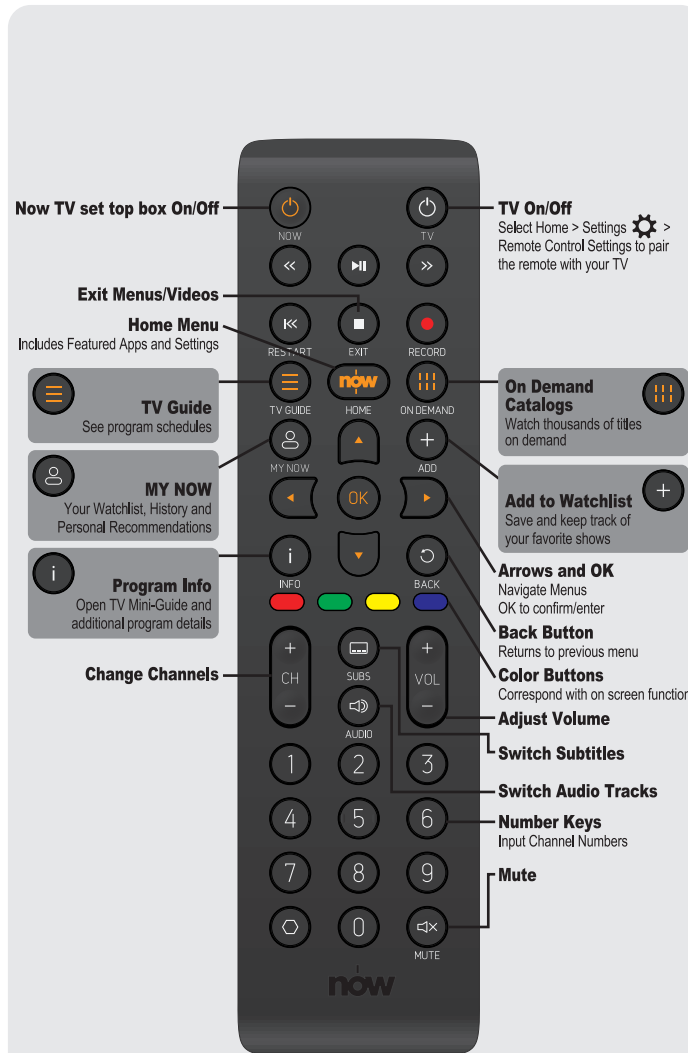 Now TV set top box On/Off
NOW
TV
TV On/Off
Select Home > Settings >
Remote Control Settings to pair
the remote with your TV
Exit Menus/Videos
Home Menu
Includes Featured Apps and Settings
RESTART
EXIT
RECORD
now
TV GUIDE
HOME
ON DEMAND
TV Guide
See program schedules
On Demand
Catalogs
Watch thousands of titles
on demand
MY NOW
ADD
MY NOW
Your Watchlist, History and
Personal Recommendations
OK
Add to Watchlist
Save and keep track of
your favorite shows
i
i
INFO
BACK
Program Info
Open TV Mini-Guide and
additional program details
Arrows and OK
Navigate Menus
OK to confirm/enter
Back Button
Returns to previous menu
Color Buttons
Correspond with on screen function
Change Channels
+
CH
−
SUBS
AUDIO
+
VOL
−
Adjust Volume
Switch Subtitles
Switch Audio Tracks
1 2 3
4 5 6
Number Keys
Input Channel Numbers
7 8 9
Mute
0
MUTE
now